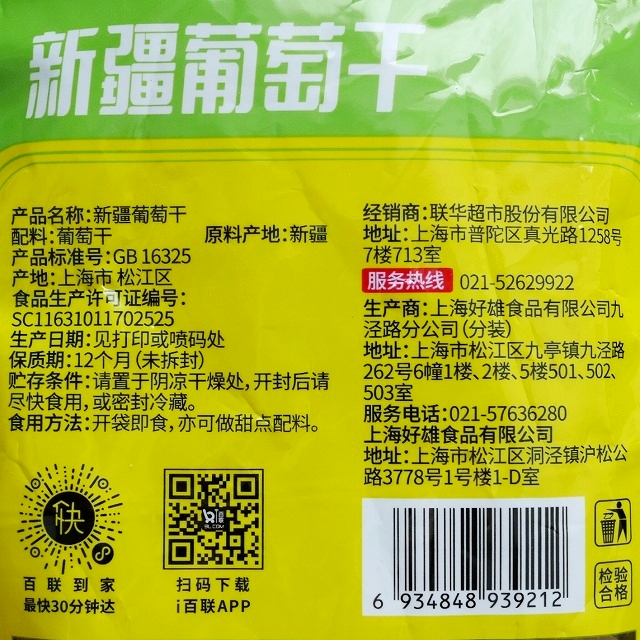 新疆葡萄干
产品名称:新疆葡萄干
配料:葡萄干 原料产地:新疆
产品标准号:GB 16325
产地:上海市 松江区
食品生产许可证编号:
SC11631011702525
生产日期:见打印或喷码处
保质期:12个月(未拆封)
贮存条件:请置于阴凉干燥处,开封后请
尽快食用,或密封冷藏。
食用方法:开袋即食,亦可做甜点配料。
经销商:联华超市股份有限公司
地址:上海市普陀区真光路1258号
7楼713室
服务热线 021-52629922
生产商:上海好雄食品有限公司九
泾路分公司(分装)
地址:上海市松江区九亭镇九泾路
262号6幢1楼、2楼、5楼501、502、
503室
服务电话:021-57636280
上海好雄食品有限公司
地址:上海市松江区洞泾镇沪松公
路3778号1号楼1-D室
快
百联到家
最快30分钟达
扫码下载
i百联APP
6 934848 939212
检验
合格